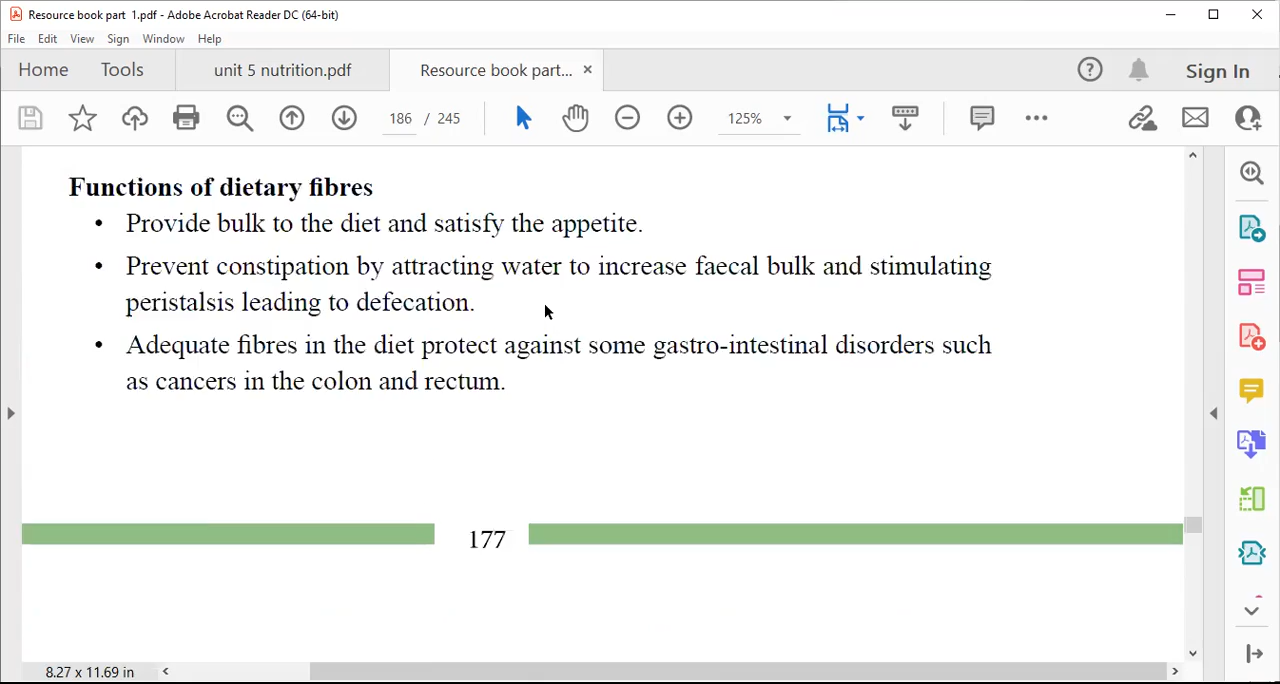 Resource book part 1.pdf - Adobe Acrobat Reader DC (64-bit)
File Edit View Sign Window Help
Home Tools unit 5 nutrition.pdf Resource book part... × Sign In
186 / 245 125%
Functions of dietary fibres
• Provide bulk to the diet and satisfy the appetite.
• Prevent constipation by attracting water to increase faecal bulk and stimulating
peristalsis leading to defecation.
• Adequate fibres in the diet protect against some gastro-intestinal disorders such
as cancers in the colon and rectum.
177
8.27 x 11.69 in